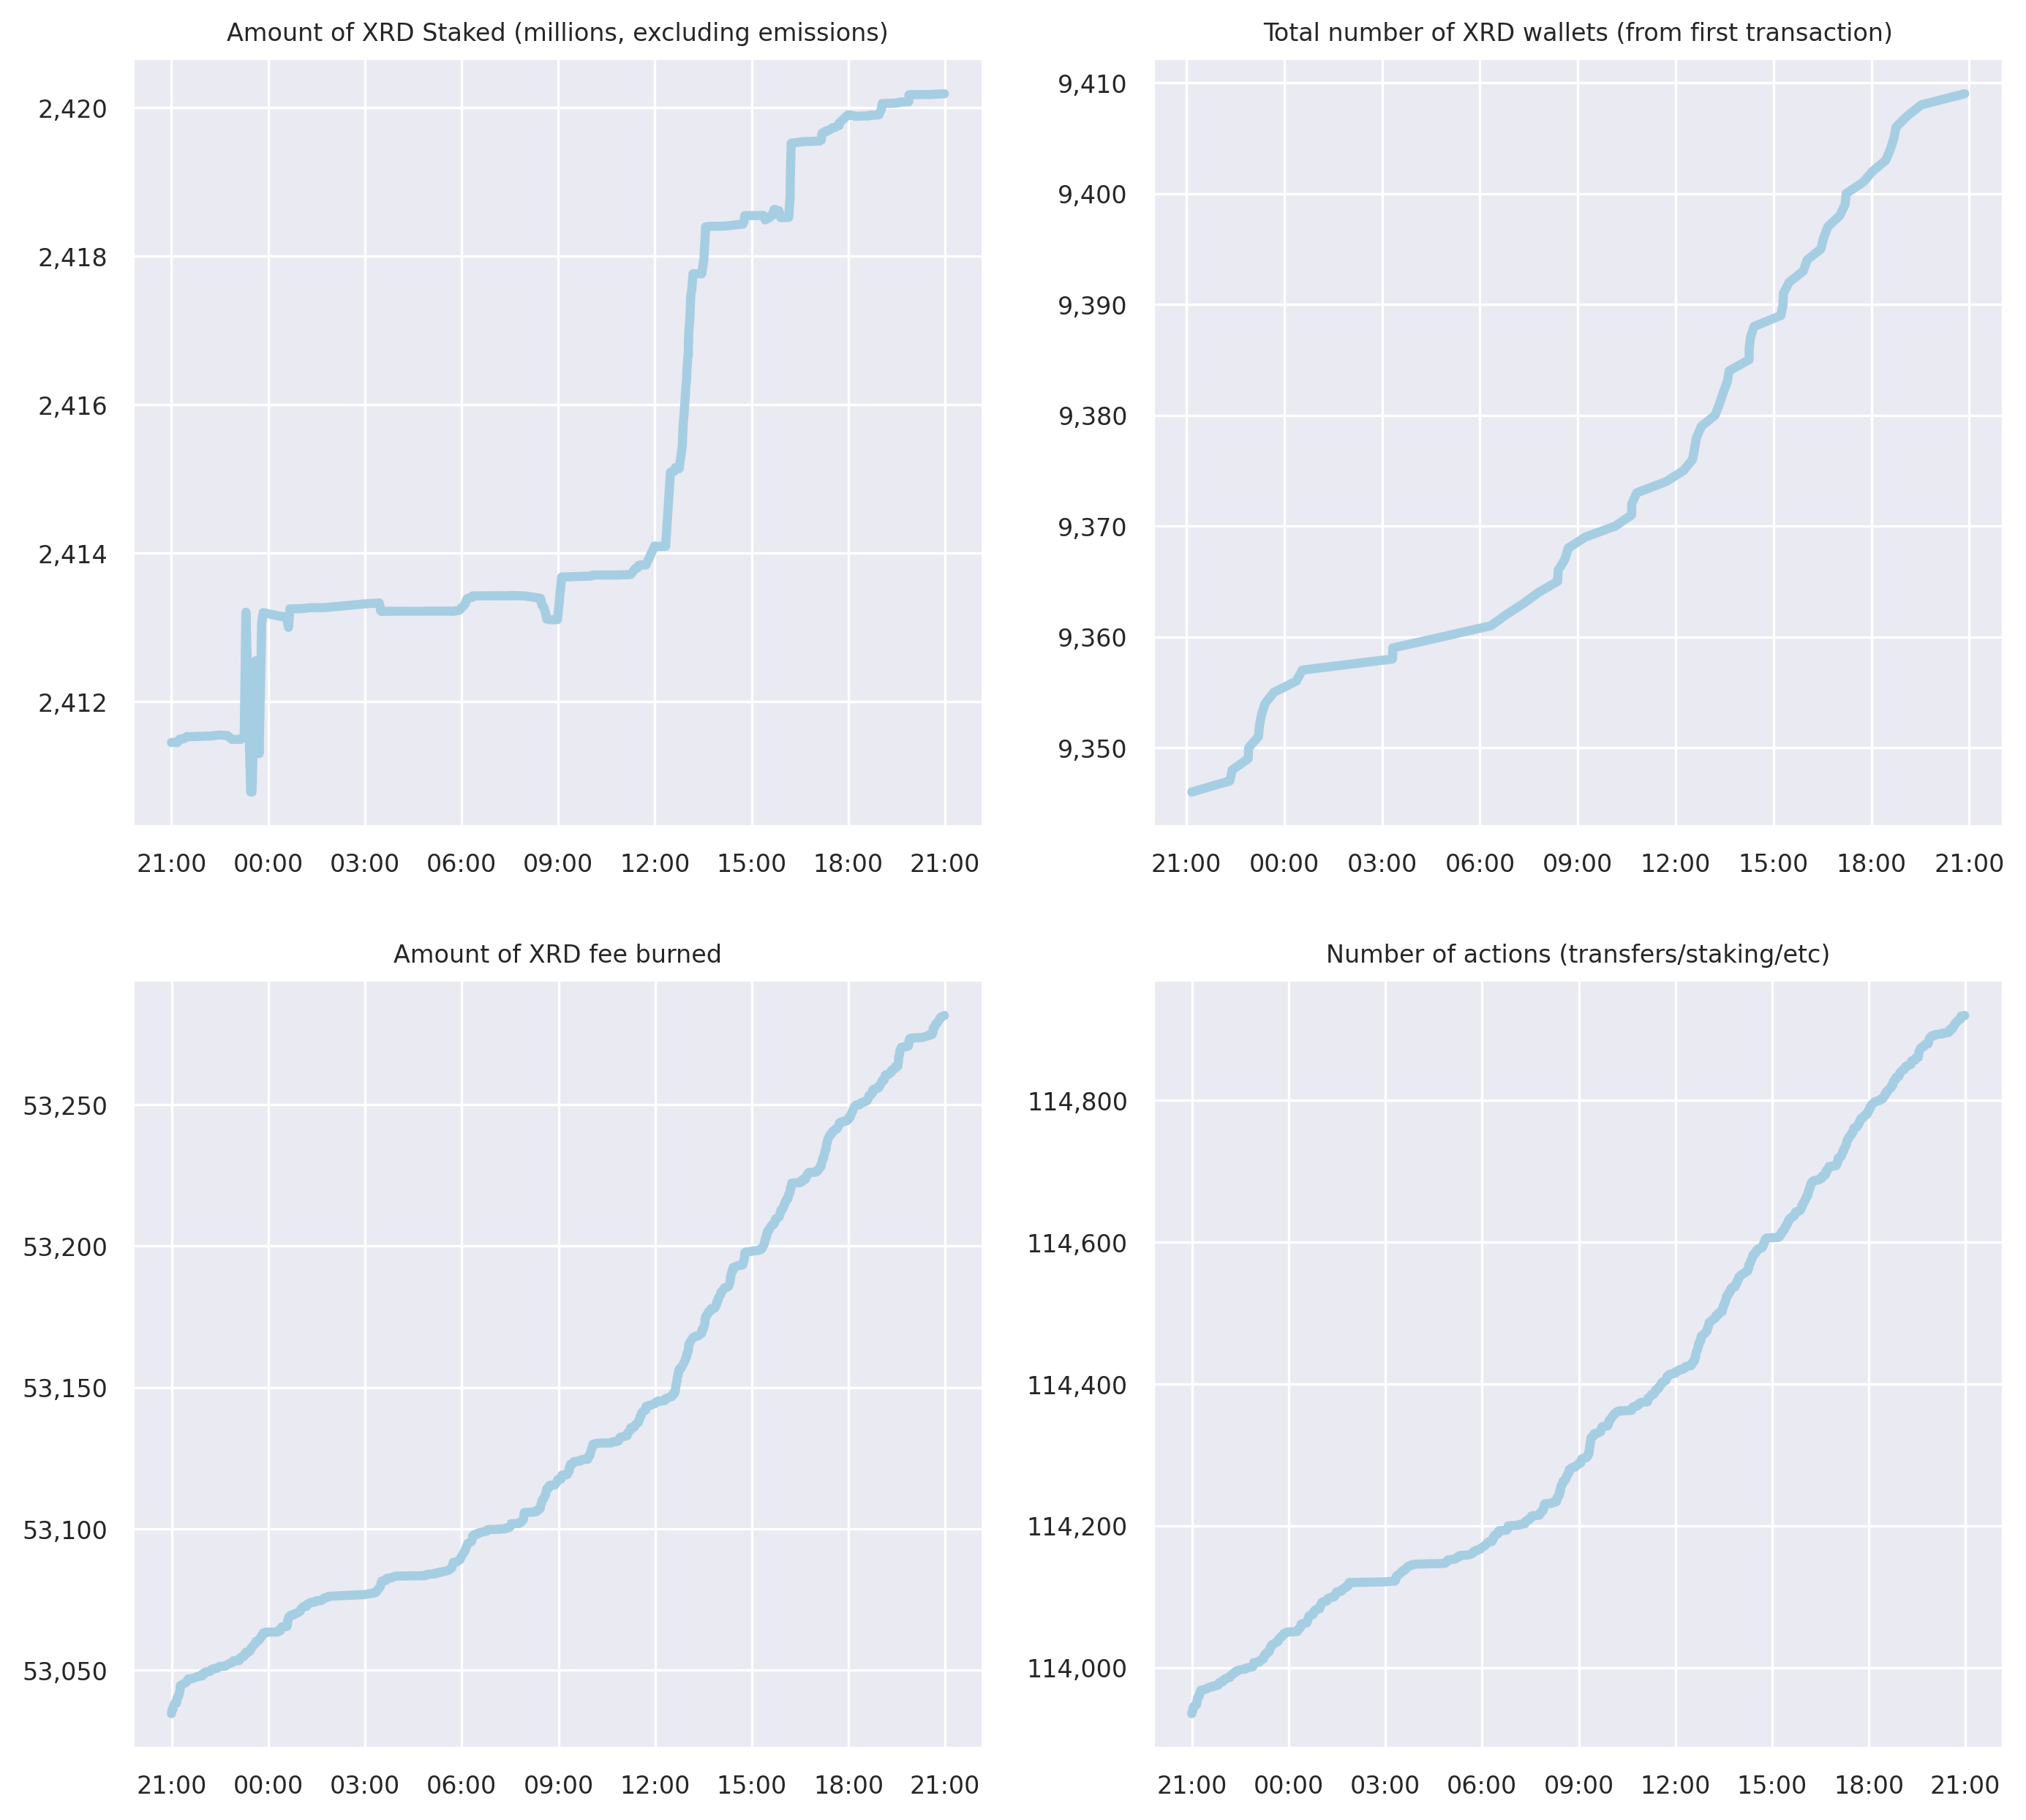 Amount of XRD Staked (millions, excluding emissions)
2,420
2,418
2,416
2,414
2,412
21:00 00:00 03:00 06:00 09:00 12:00 15:00 18:00 21:00
Total number of XRD wallets (from first transaction)
9,410
9,400
9,390
9,380
9,370
9,360
9,350
21:00 00:00 03:00 06:00 09:00 12:00 15:00 18:00 21:00
Amount of XRD fee burned
53,250
53,200
53,150
53,100
53,050
21:00 00:00 03:00 06:00 09:00 12:00 15:00 18:00 21:00
Number of actions (transfers/staking/etc)
114,800
114,600
114,400
114,200
114,000
21:00 00:00 03:00 06:00 09:00 12:00 15:00 18:00 21:00